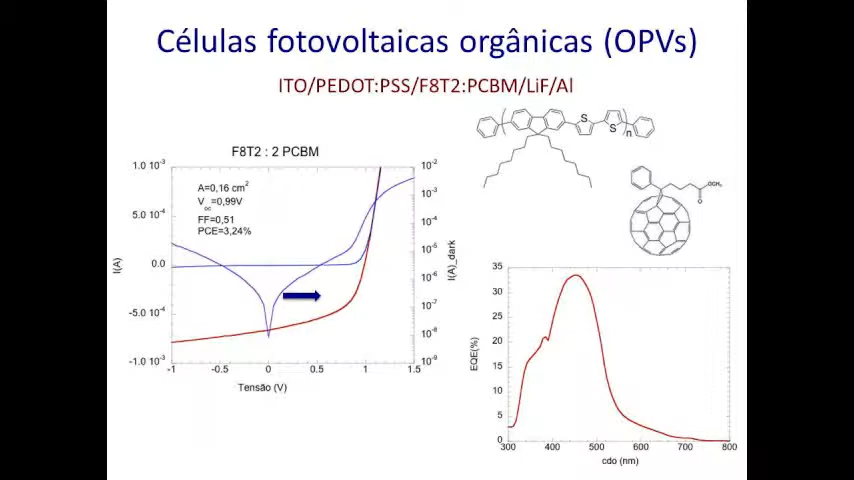 Células fotovoltaicas orgânicas (OPVs)
ITO/PEDOT:PSS/F8T2:PCBM/LiF/Al
S
S
n
OCH₃
O
F8T2 : 2 PCBM
A=0,16 cm²
Voc=0,99V
FF=0,51
PCE=3,24%
I(A)
1.0 10⁻³
5.0 10⁻⁴
0.0
-5.0 10⁻⁴
-1.0 10⁻³
10⁻²
10⁻³
10⁻⁴
10⁻⁵
10⁻⁶
10⁻⁷
10⁻⁸
10⁻⁹
I(A)_dark
-1 -0.5 0 0.5 1 1.5
Tensão (V)
EQE(%)
35
30
25
20
15
10
5
0
300 400 500 600 700 800
cdo (nm)